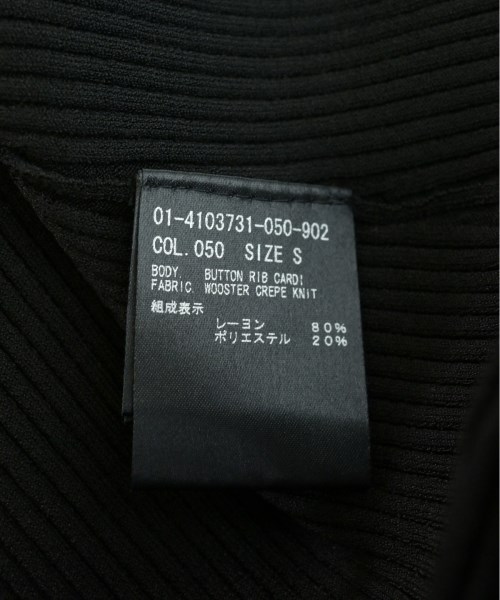 01-4103731-050-902
COL.050 SIZE S
BODY. BUTTON RIB CARDI
FABRIC. WOOSTER CREPE KNIT
組成表示
レーヨン 80%
ポリエステル 20%